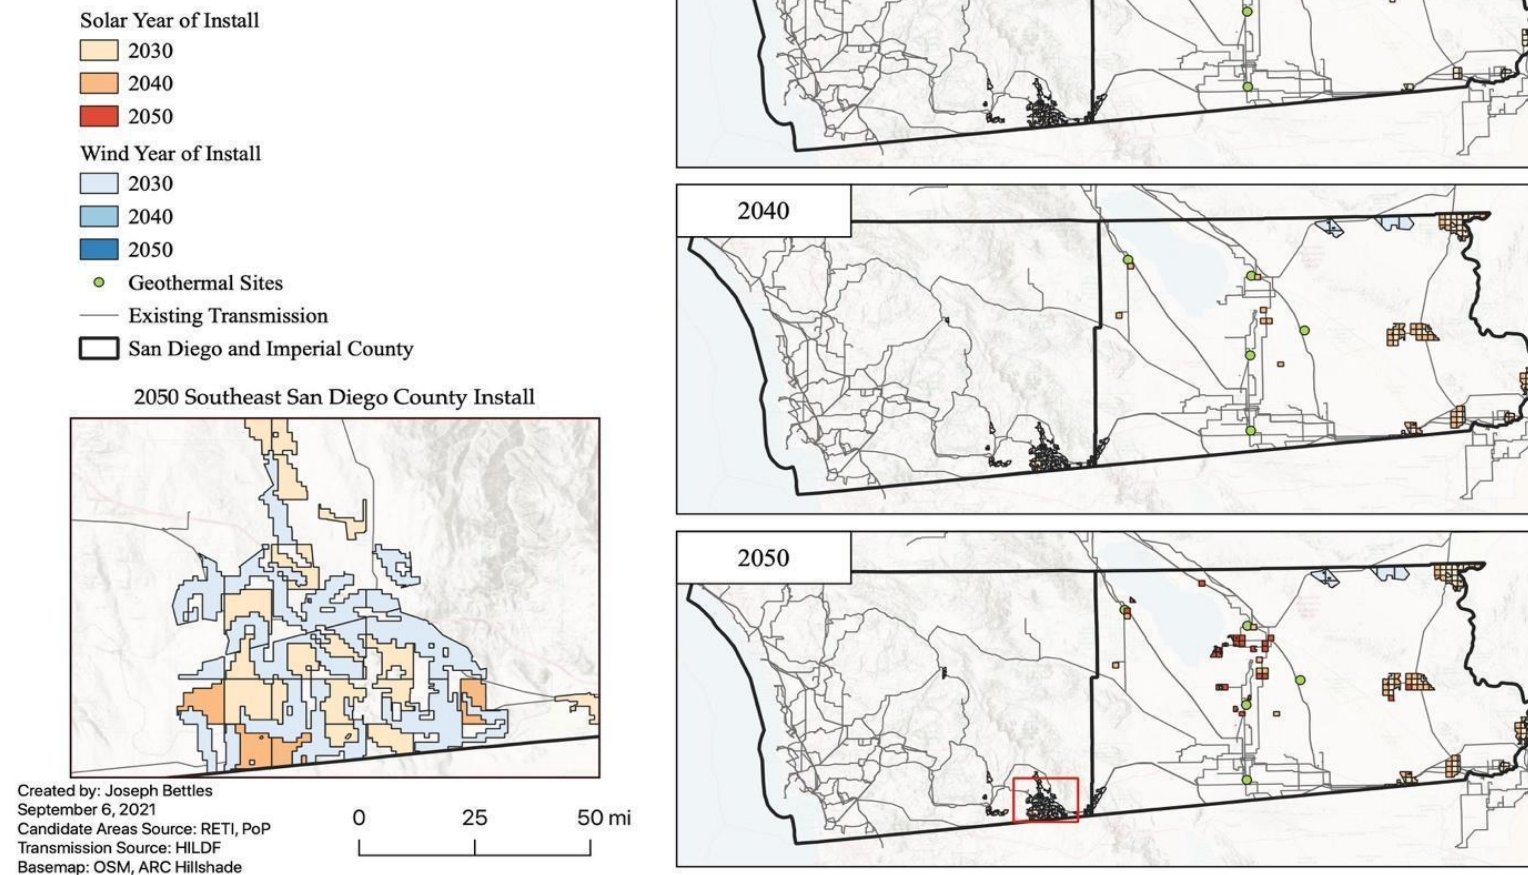 Solar Year of Install
2030
2040
2050
Wind Year of Install
2030
2040
2050
Geothermal Sites
Existing Transmission
San Diego and Imperial County
2050 Southeast San Diego County Install
Created by: Joseph Bettles
September 6, 2021
Candidate Areas Source: RETI, PoP
Transmission Source: HILDF
Basemap: OSM, ARC Hillshade
0 25 50 mi
2040
2050